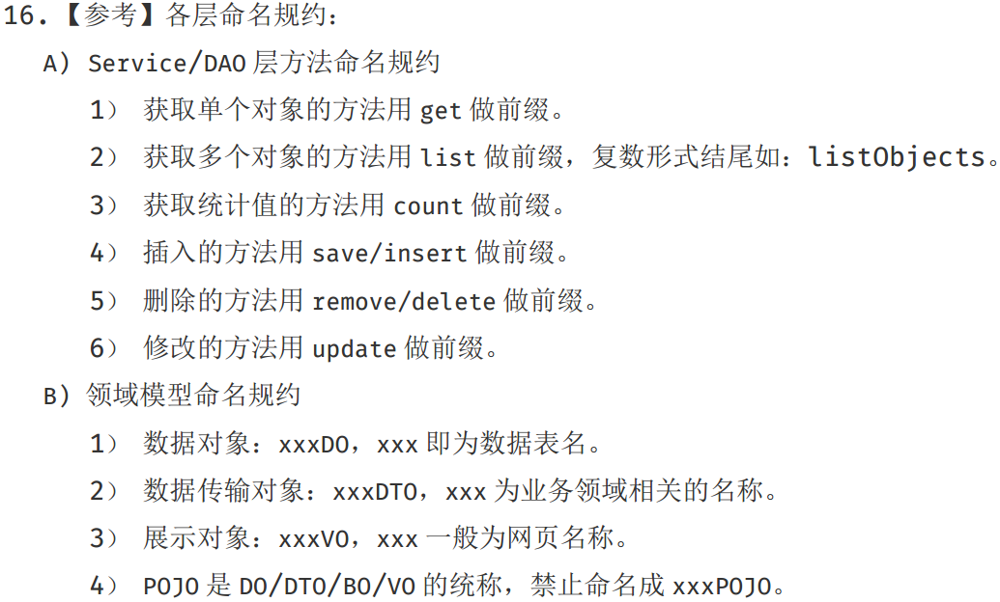 16.【参考】各层命名规约：
A) Service/DAO 层方法命名规约
1） 获取单个对象的方法用 get 做前缀。
2） 获取多个对象的方法用 list 做前缀，复数形式结尾如：listObjects。
3） 获取统计值的方法用 count 做前缀。
4） 插入的方法用 save/insert 做前缀。
5） 删除的方法用 remove/delete 做前缀。
6） 修改的方法用 update 做前缀。
B) 领域模型命名规约
1） 数据对象：xxxDO，xxx 即为数据表名。
2） 数据传输对象：xxxDTO，xxx 为业务领域相关的名称。
3） 展示对象：xxxVO，xxx 一般为网页名称。
4） POJO 是 DO/DTO/BO/VO 的统称，禁止命名成 xxxPOJO。